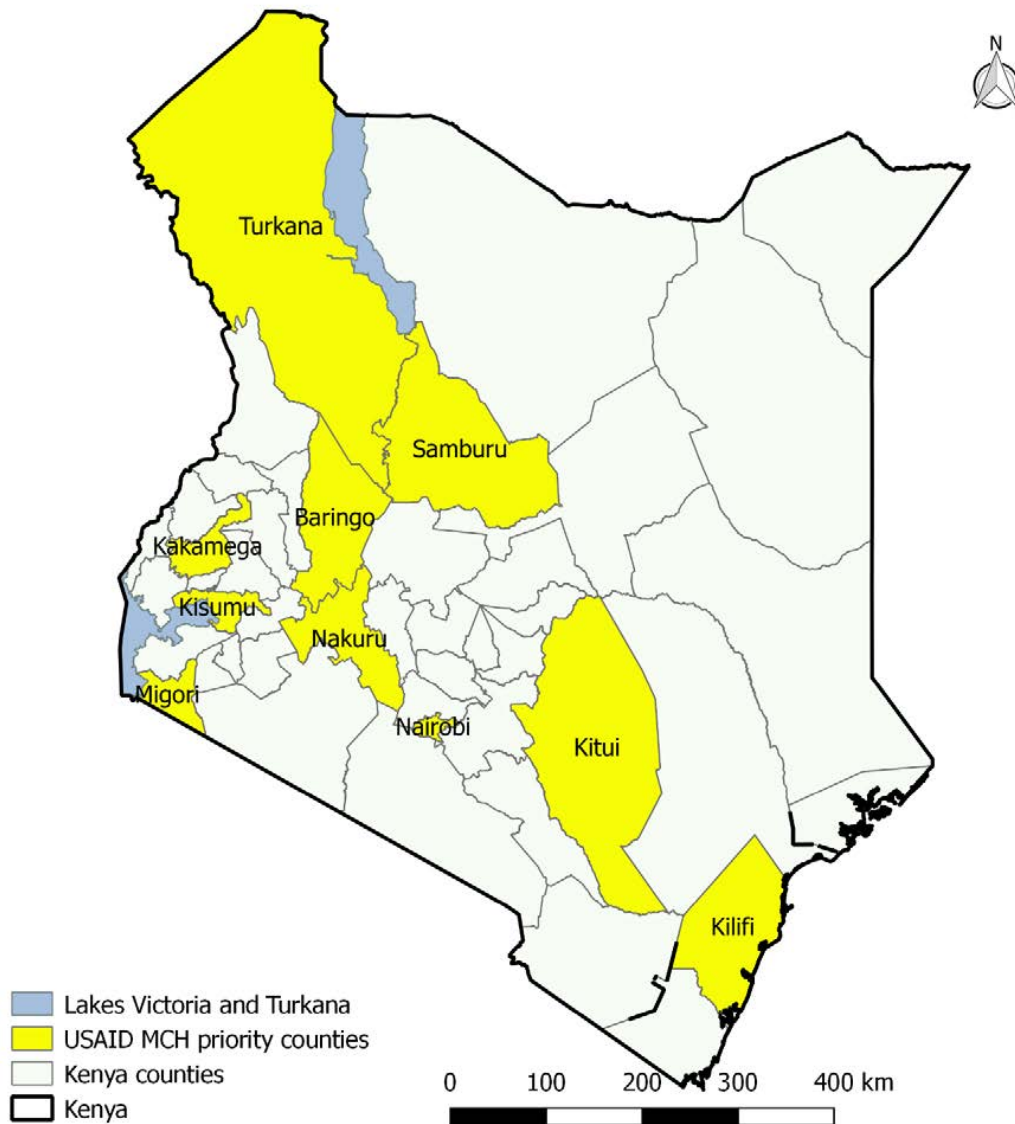 N
Turkana
Samburu
Baringo
Kakamega
Kisumu
Nakuru
Migori
Nairobi
Kitui
Kilifi
Lakes Victoria and Turkana
USAID MCH priority counties
Kenya counties
Kenya
0 100 200 300 400 km